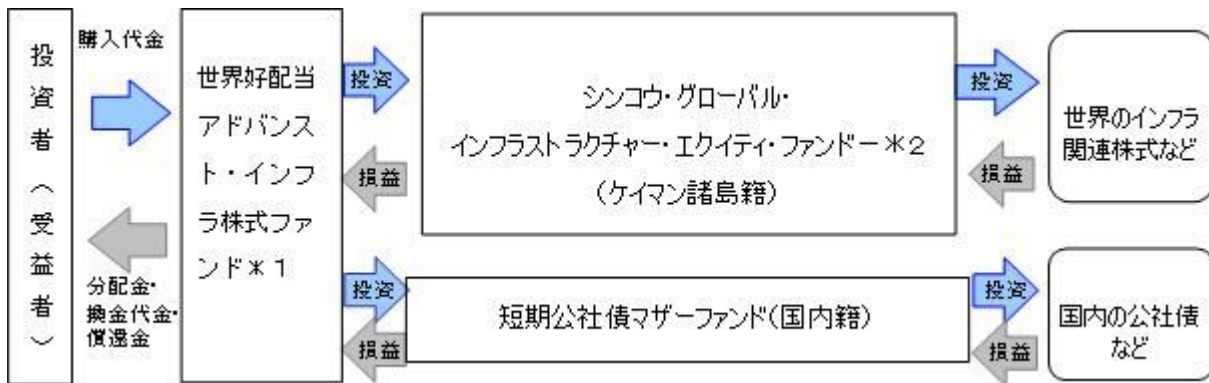 投資者（受益者）
購入代金
分配金・
換金代金・
償還金
世界好配当
アドバンス
ト・インフ
ラ株式ファ
ンド＊１
投資
損益
投資
損益
シンコウ・グローバル・
インフラストラクチャー・エクイティ・ファンド－＊２
（ケイマン諸島籍）
短期公社債マザーファンド（国内籍）
投資
損益
投資
損益
世界のインフラ
関連株式など
国内の公社債
など